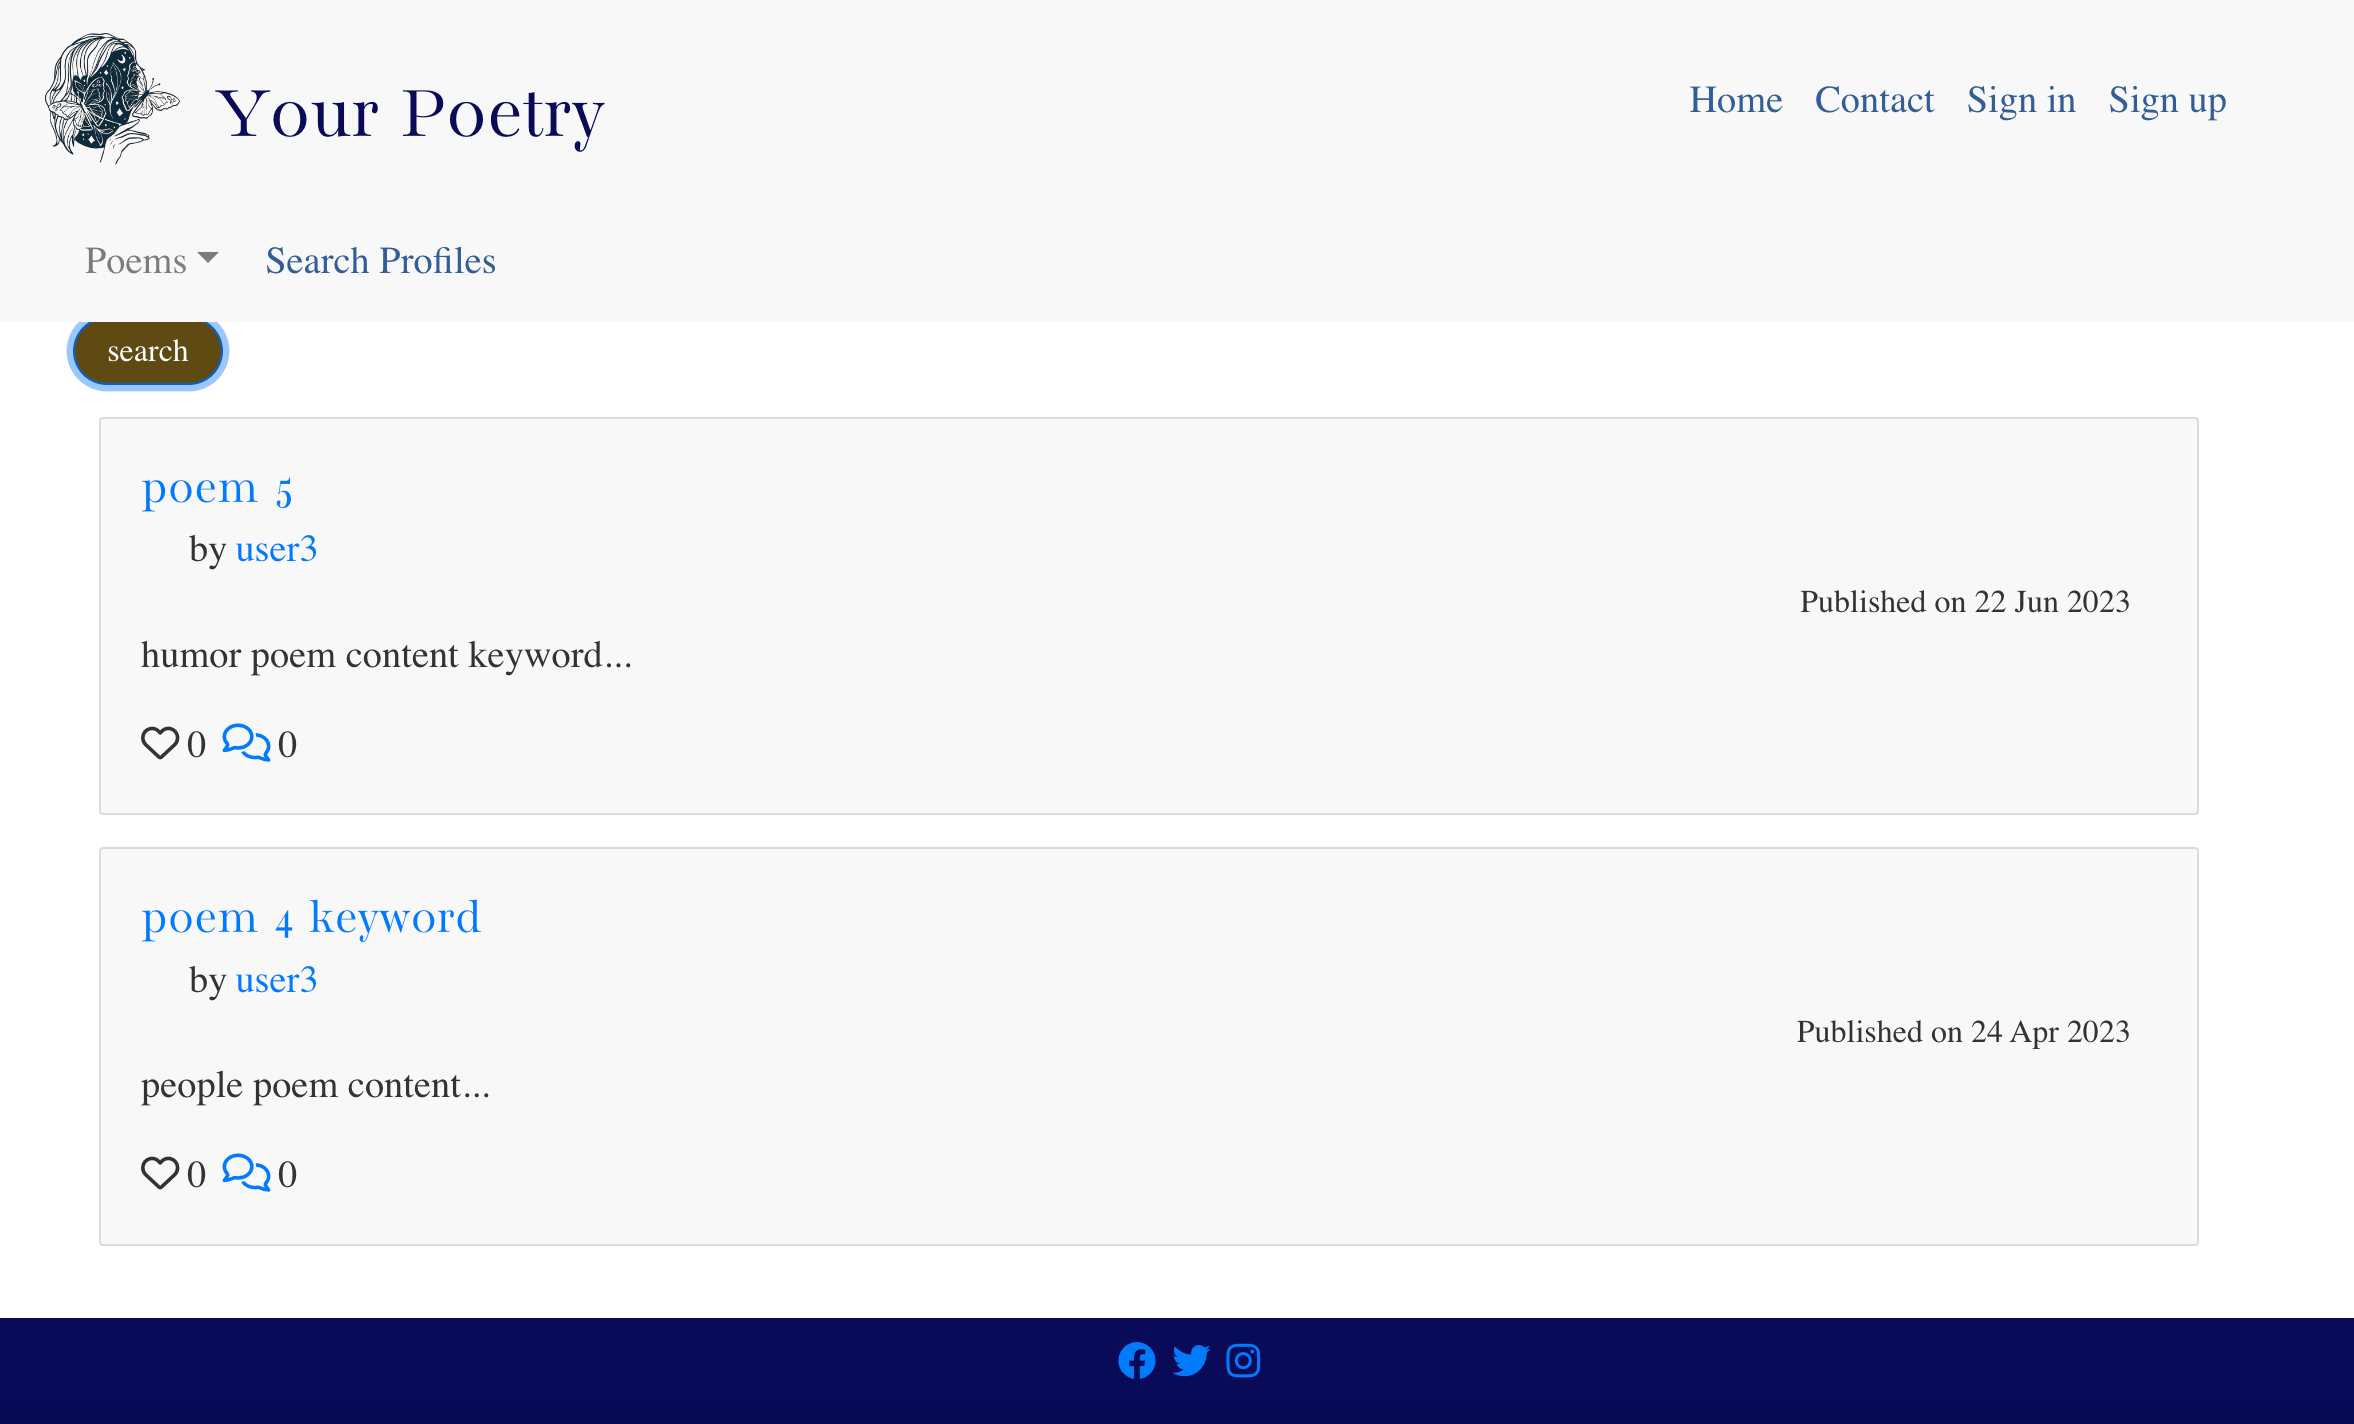 Your Poetry
Home Contact Sign in Sign up
Poems Search Profiles
search
poem 5
by user3
Published on 22 Jun 2023
humor poem content keyword...
0 0
poem 4 keyword
by user3
Published on 24 Apr 2023
people poem content...
0 0